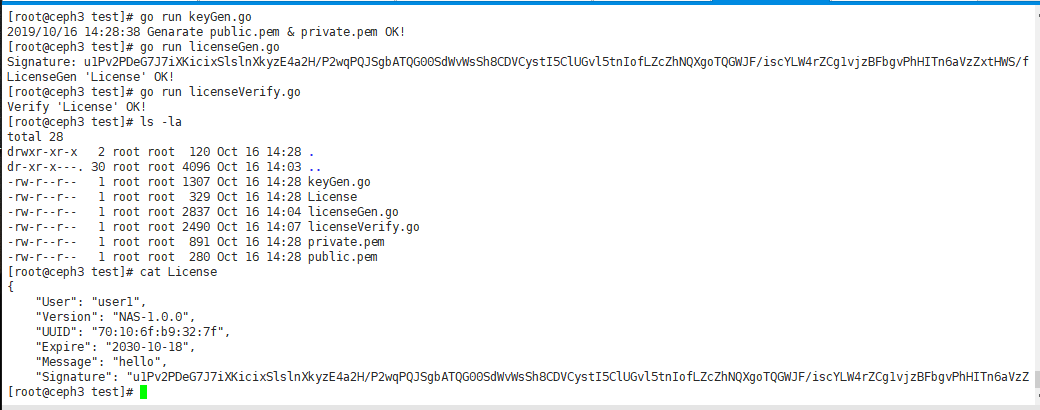 [root@ceph3 test]# go run keyGen.go
2019/10/16 14:28:38 Genarate public.pem & private.pem OK!
[root@ceph3 test]# go run licenseGen.go
Signature: u1Pv2PDeG7J7iXKicixSlslnXkyzE4a2H/P2wqPQJSgbATQG00SdWvWsSh8CDVCystI5ClUGvl5tnIofLZcZhNQXgoTQGWJF/iscYLW4rZCg1vjzBFbgvPhHITn6aVzZxtHWS/f
LicenseGen 'License' OK!
[root@ceph3 test]# go run licenseVerify.go
Verify 'License' OK!
[root@ceph3 test]# ls -la
total 28
drwxr-xr-x   2 root root  120 Oct 16 14:28 .
dr-xr-x---. 30 root root 4096 Oct 16 14:03 ..
-rw-r--r--   1 root root 1307 Oct 16 14:28 keyGen.go
-rw-r--r--   1 root root  329 Oct 16 14:28 License
-rw-r--r--   1 root root 2837 Oct 16 14:04 licenseGen.go
-rw-r--r--   1 root root 2490 Oct 16 14:07 licenseVerify.go
-rw-r--r--   1 root root  891 Oct 16 14:28 private.pem
-rw-r--r--   1 root root  280 Oct 16 14:28 public.pem
[root@ceph3 test]# cat License
{
    "User": "user1",
    "Version": "NAS-1.0.0",
    "UUID": "70:10:6f:b9:32:7f",
    "Expire": "2030-10-18",
    "Message": "hello",
    "Signature": "u1Pv2PDeG7J7iXKicixSlslnXkyzE4a2H/P2wqPQJSgbATQG00SdWvWsSh8CDVCystI5ClUGvl5tnIofLZcZhNQXgoTQGWJF/iscYLW4rZCg1vjzBFbgvPhHITn6aVzZ
[root@ceph3 test]#